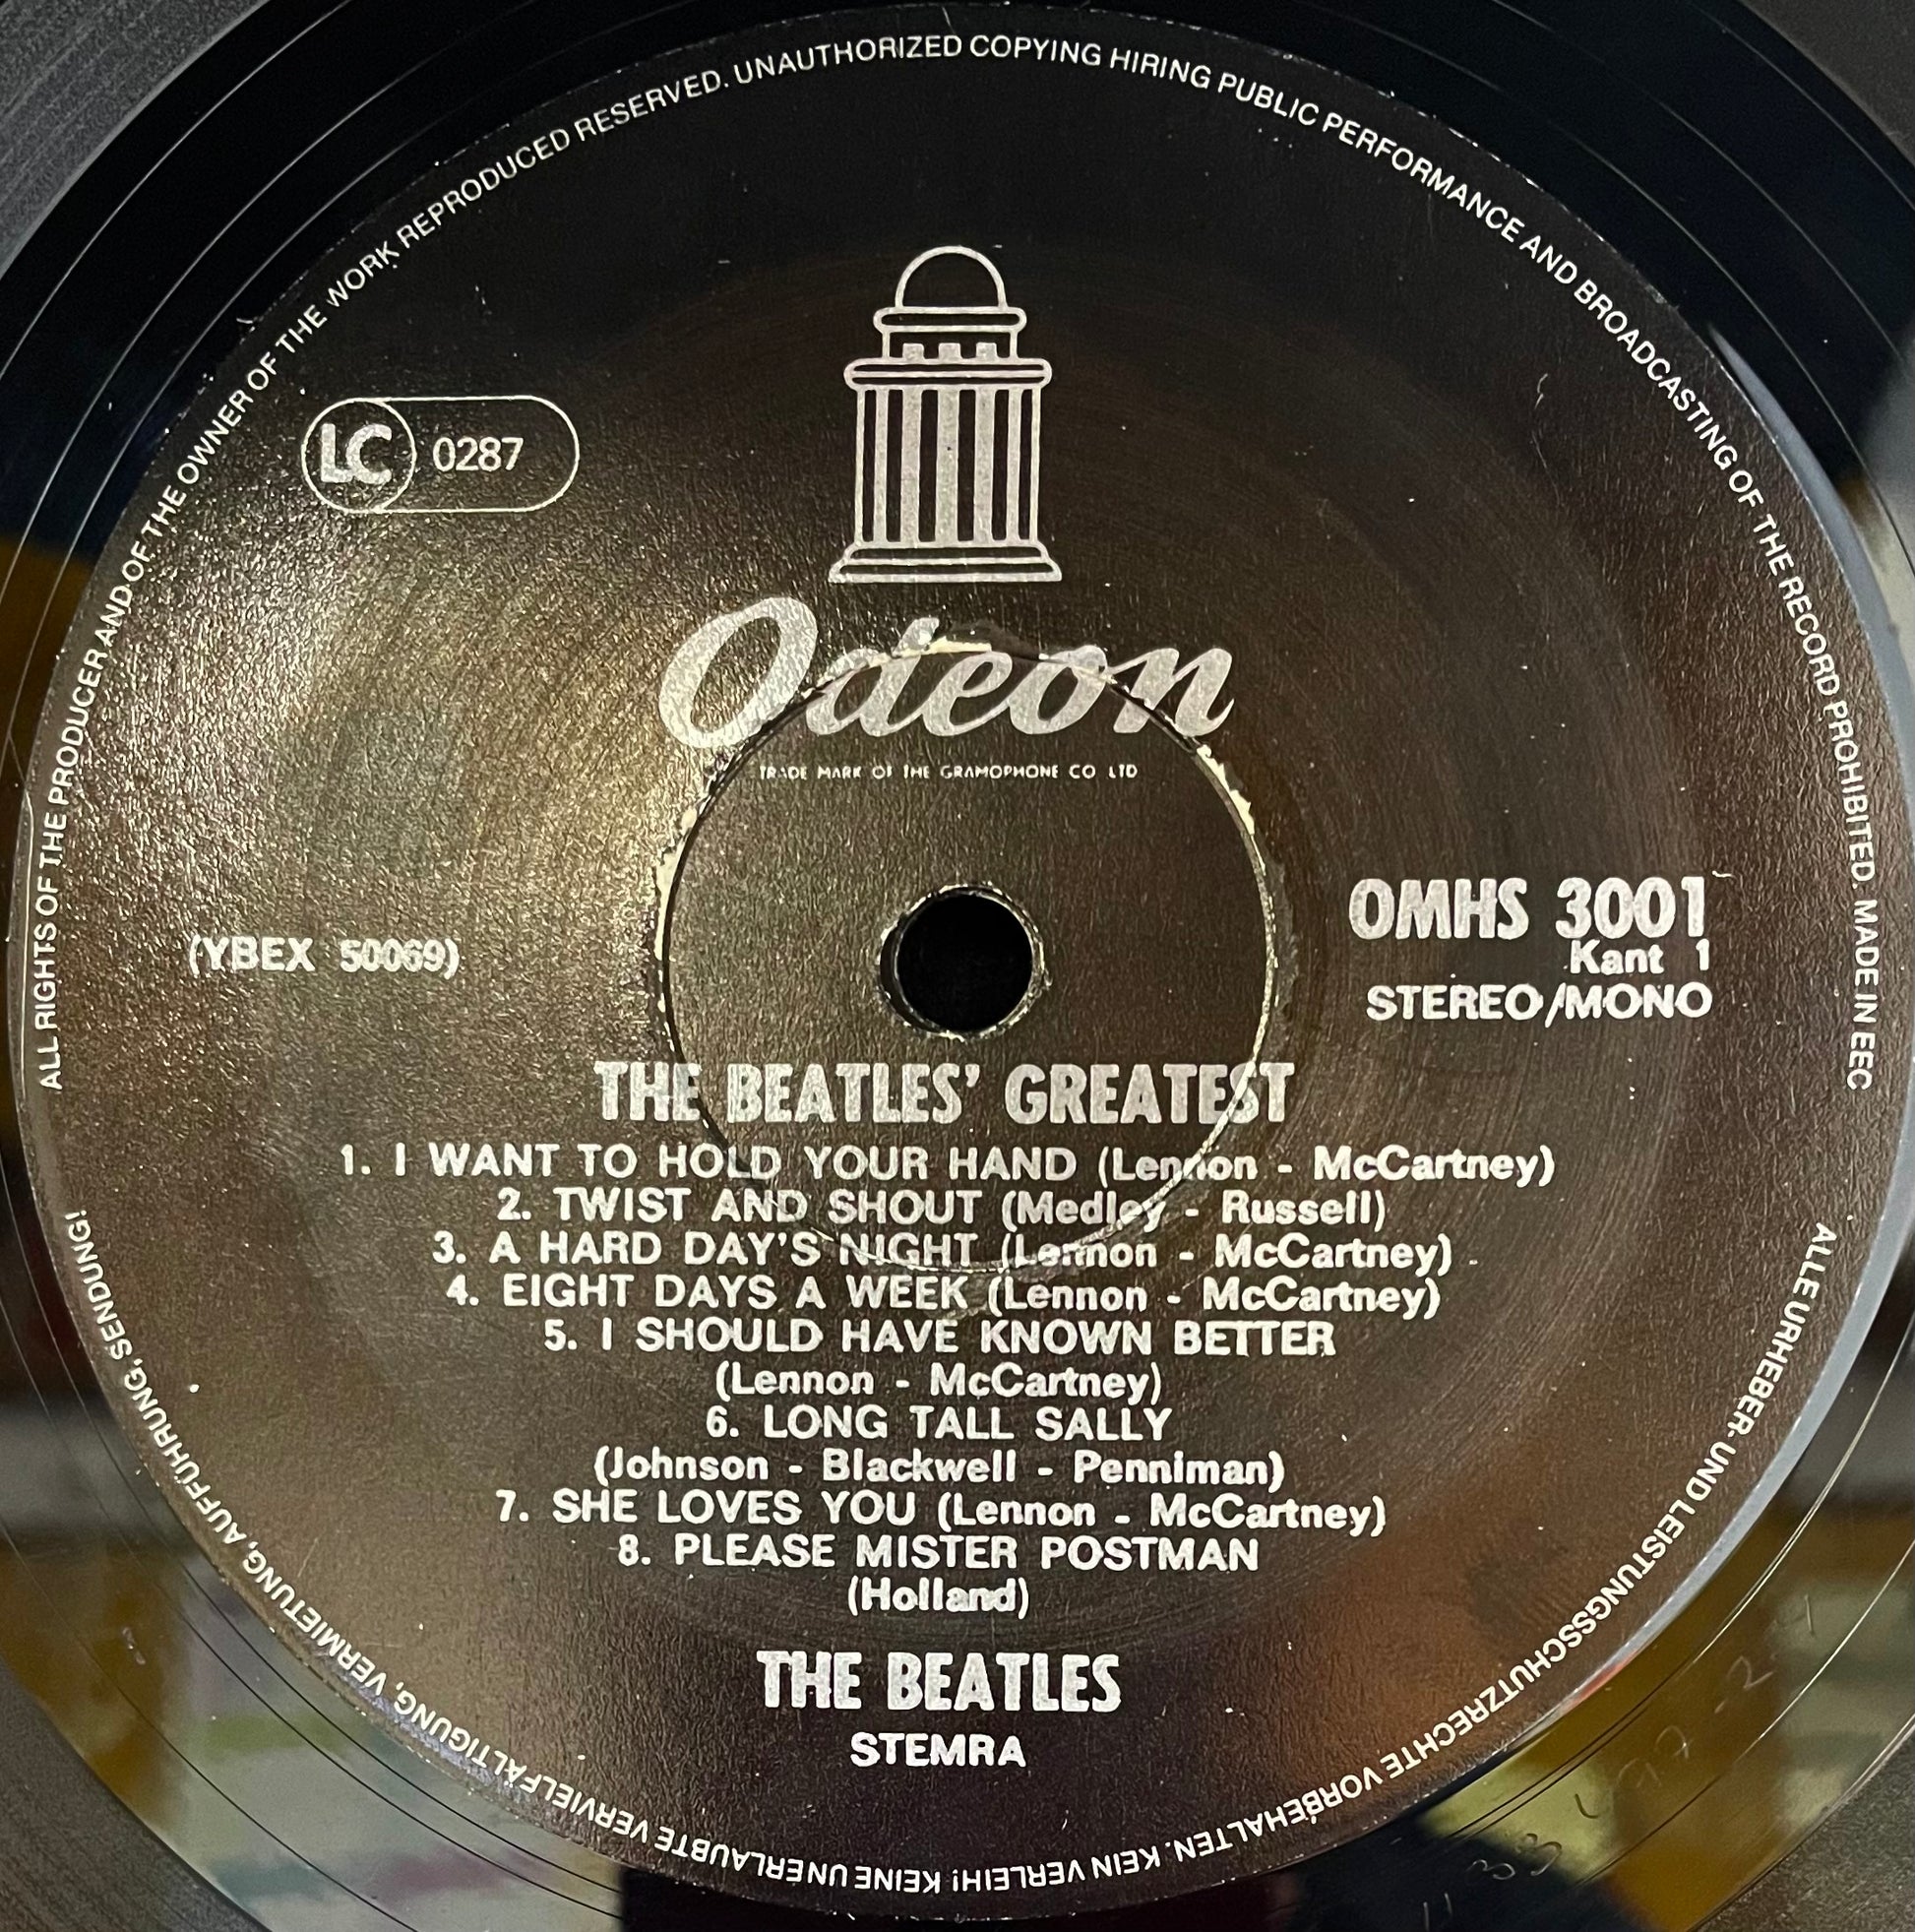 ALL RIGHTS OF THE PRODUCER AND OF THE OWNER OF THE WORK REPRODUCED RESERVED. UNAUTHORIZED COPYING HIRING PUBLIC PERFORMANCE AND BROADCASTING OF THE RECORD PROHIBITED. MADE IN EEC
LC 0287
Odeon
TRADE MARK OF THE GRAMOPHONE CO LTD
(YBEX 50069)
OMHS 3001
Kant 1
STEREO/MONO
THE BEATLES' GREATEST
1. I WANT TO HOLD YOUR HAND (Lennon - McCartney)
2. TWIST AND SHOUT (Medley - Russell)
3. A HARD DAY'S NIGHT (Lennon - McCartney)
4. EIGHT DAYS A WEEK (Lennon - McCartney)
5. I SHOULD HAVE KNOWN BETTER
(Lennon - McCartney)
6. LONG TALL SALLY
(Johnson - Blackwell - Penniman)
7. SHE LOVES YOU (Lennon - McCartney)
8. PLEASE MISTER POSTMAN
(Holland)
THE BEATLES
STEMRA
ALLE URHEBER- UND LEISTUNGSSCHUTZRECHTE VORBEHALTEN. KEIN VERLEIH! KEINE UNERLAUBTE VERVIELFÄLTIGUNG, VERMIETUNG, AUFFÜHRUNG, SENDUNG!